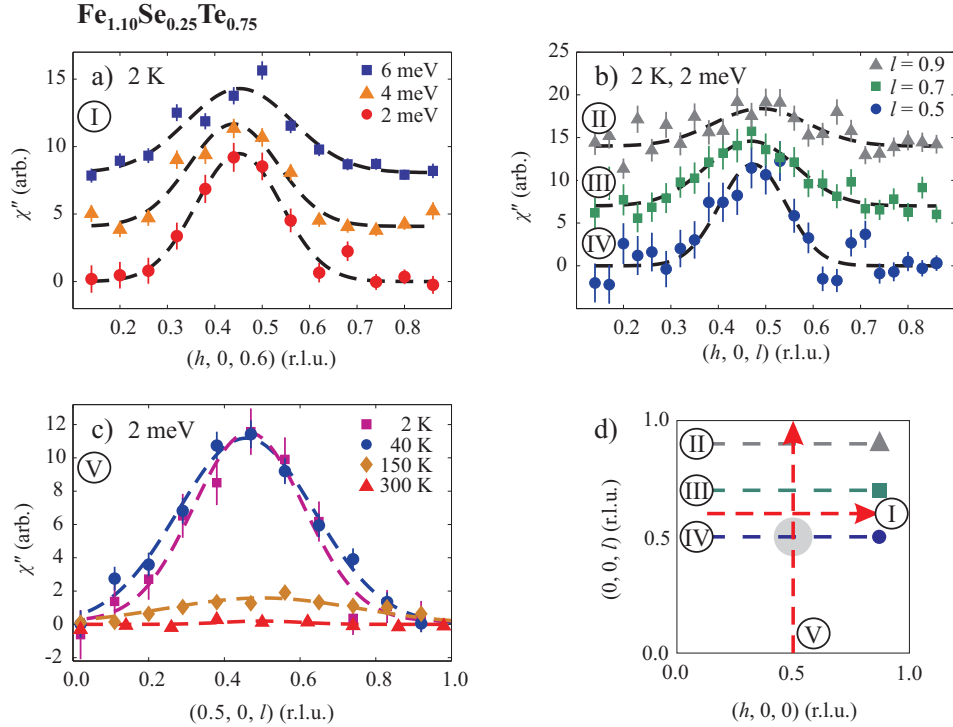 Fe1.10Se0.25Te0.75
a) 2 K
I
6 meV
4 meV
2 meV
15
10
5
0
χ″ (arb.)
0.2 0.3 0.4 0.5 0.6 0.7 0.8
(h, 0, 0.6) (r.l.u.)
b) 2 K, 2 meV
l = 0.9
l = 0.7
l = 0.5
II
III
IV
25
20
15
10
5
0
χ″ (arb.)
0.2 0.3 0.4 0.5 0.6 0.7 0.8
(h, 0, l) (r.l.u.)
c) 2 meV
V
2 K
40 K
150 K
300 K
12
10
8
6
4
2
0
-2
χ″ (arb.)
0.0 0.2 0.4 0.6 0.8 1.0
(0.5, 0, l) (r.l.u.)
d)
II
III
I
IV
V
1.0
0.5
0.0
(0, 0, l) (r.l.u.)
0.0 0.5 1.0
(h, 0, 0) (r.l.u.)